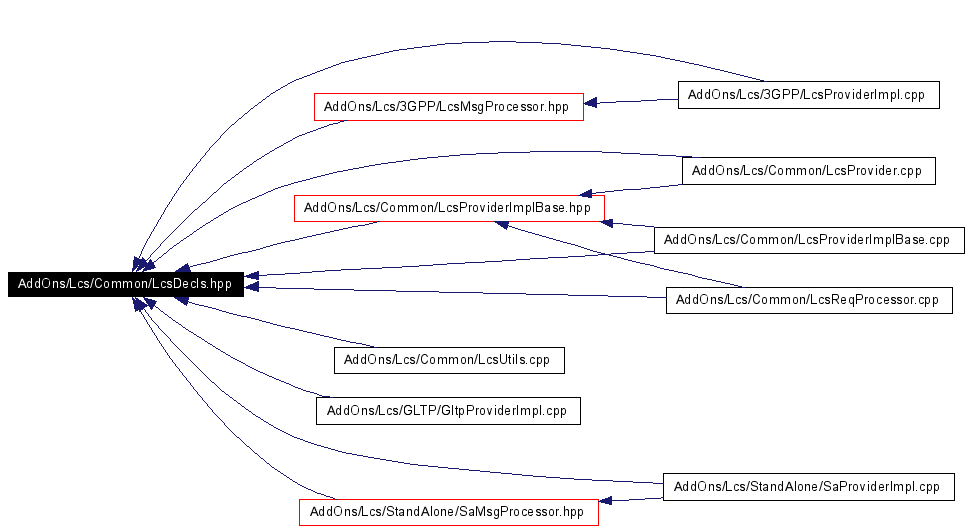 AddOns/Lcs/3GPP/LcsProviderImpl.cpp
AddOns/Lcs/3GPP/LcsMsgProcessor.hpp
AddOns/Lcs/Common/LcsProvider.cpp
AddOns/Lcs/Common/LcsProviderImplBase.hpp
AddOns/Lcs/Common/LcsProviderImplBase.cpp
AddOns/Lcs/Common/LcsDecls.hpp
AddOns/Lcs/Common/LcsReqProcessor.cpp
AddOns/Lcs/Common/LcsUtils.cpp
AddOns/Lcs/GLTP/GltpProviderImpl.cpp
AddOns/Lcs/StandAlone/SaProviderImpl.cpp
AddOns/Lcs/StandAlone/SaMsgProcessor.hpp